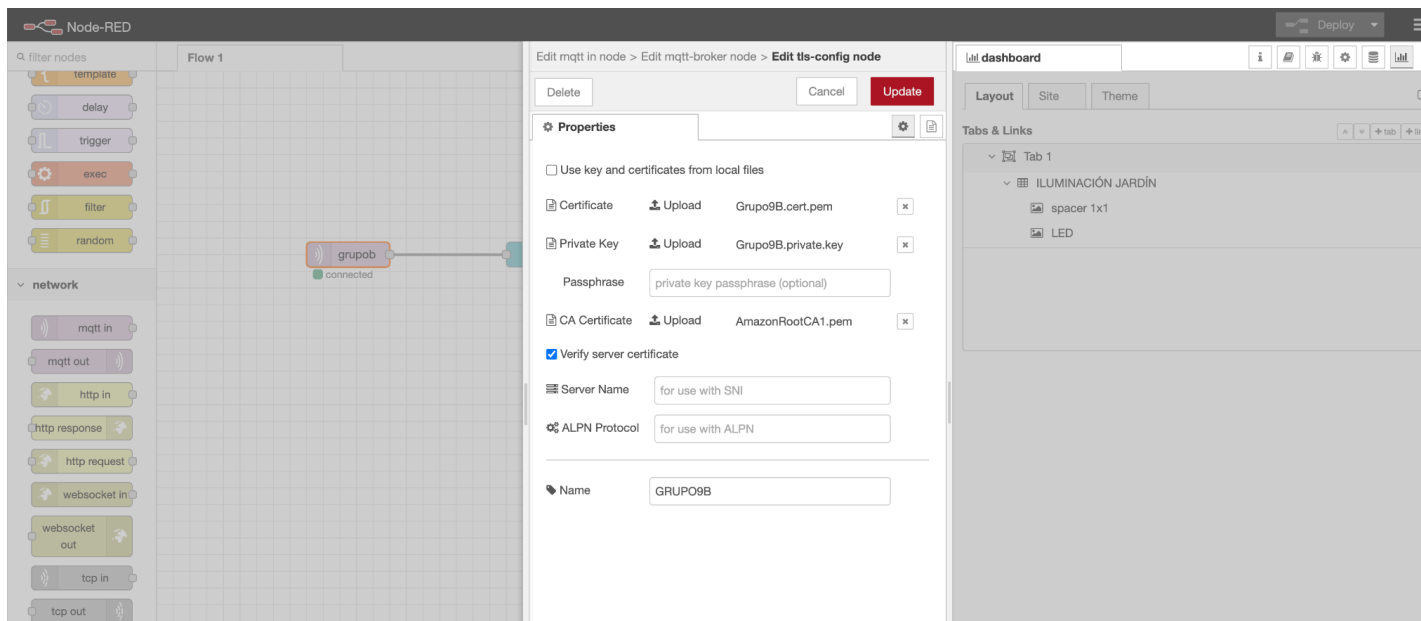 Node-RED
Deploy
filter nodes
template
delay
trigger
exec
filter
random
network
mqtt in
mqtt out
http in
http response
http request
websocket in
websocket
out
tcp in
tcp out
Flow 1
grupob
connected
Edit mqtt in node > Edit mqtt-broker node > Edit tls-config node
Delete
Cancel
Update
Properties
Use key and certificates from local files
Certificate Upload Grupo9B.cert.pem
Private Key Upload Grupo9B.private.key
Passphrase private key passphrase (optional)
CA Certificate Upload AmazonRootCA1.pem
Verify server certificate
Server Name for use with SNI
ALPN Protocol for use with ALPN
Name GRUPO9B
dashboard
i
Layout Site Theme
Tabs & Links
+tab
Tab 1
ILUMINACIÓN JARDÍN
spacer 1x1
LED